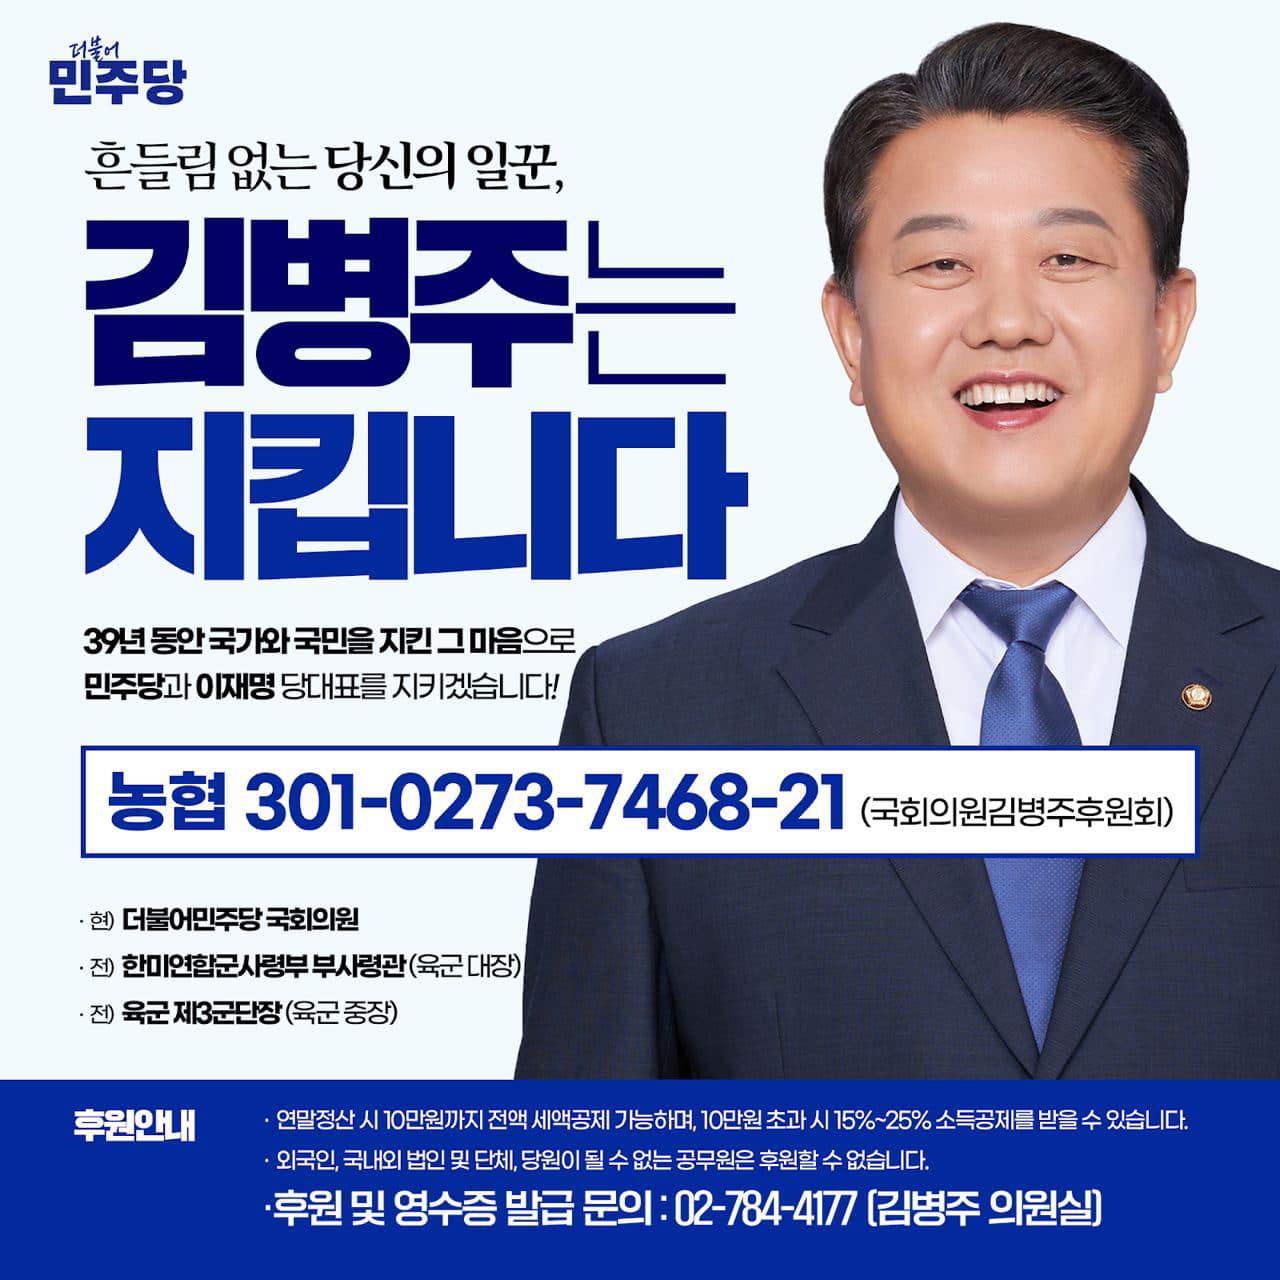 더불어
민주당
흔들림 없는 당신의 일꾼,
김병주는
지킵니다
39년 동안 국가와 국민을 지킨 그 마음으로
민주당과 이재명 당대표를 지키겠습니다!
농협 301-0273-7468-21 (국회의원김병주후원회)
· 현) 더불어민주당 국회의원
· 전) 한미연합군사령부 부사령관 (육군 대장)
· 전) 육군 제3군단장 (육군 중장)
후원안내
· 연말정산 시 10만원까지 전액 세액공제 가능하며, 10만원 초과 시 15%~25% 소득공제를 받을 수 있습니다.
· 외국인, 국내외 법인 및 단체, 당원이 될 수 없는 공무원은 후원할 수 없습니다.
·후원 및 영수증 발급 문의 : 02-784-4177 (김병주 의원실)